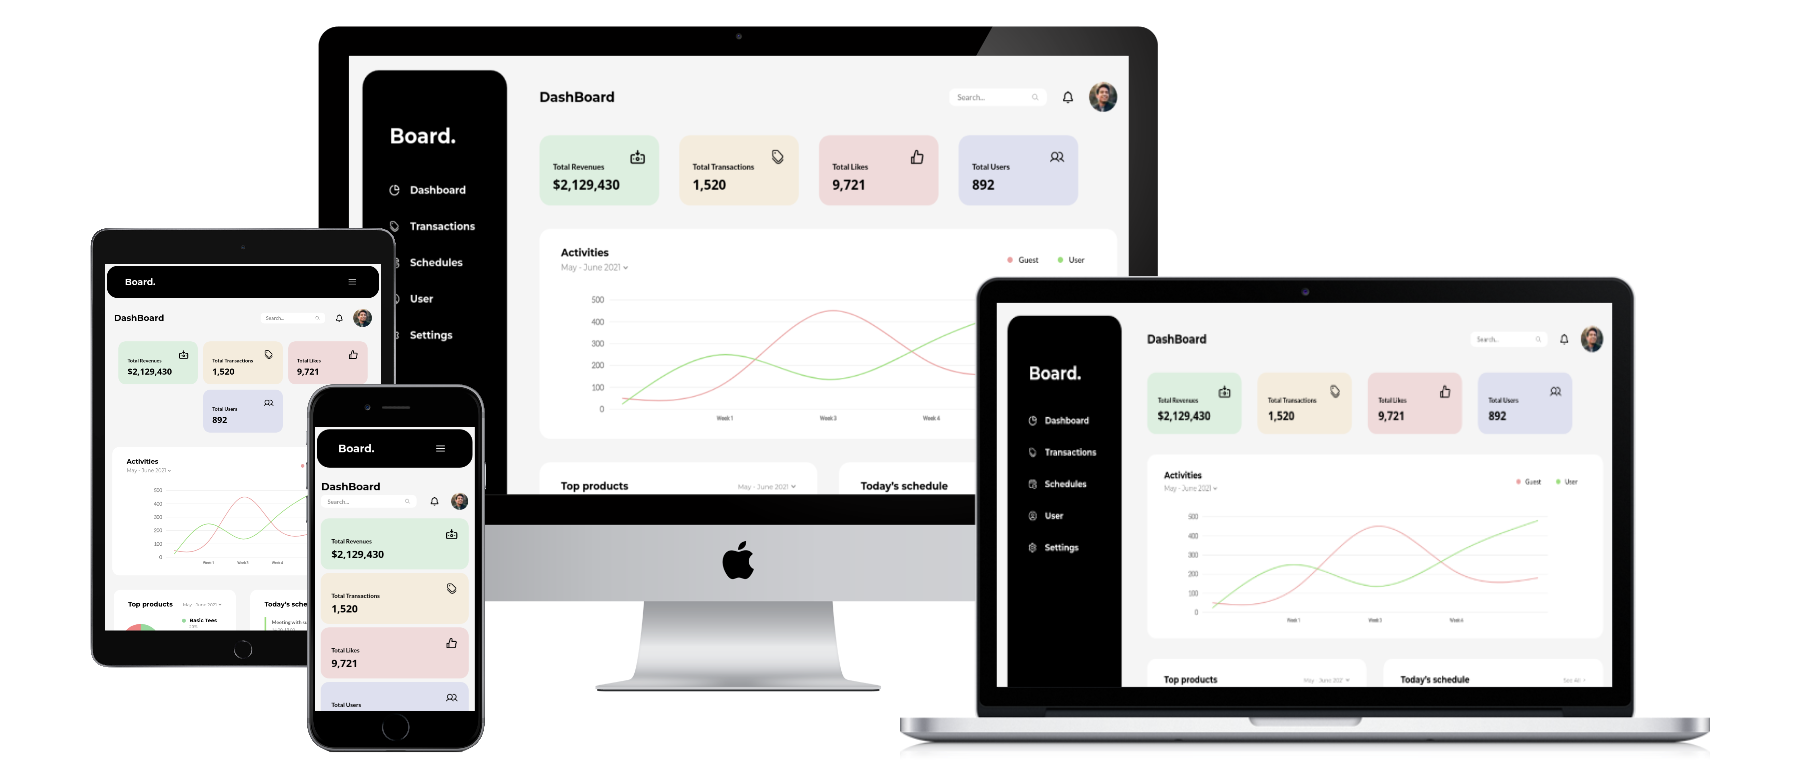 Board.
Dashboard
Transactions
Schedules
User
Settings
DashBoard
Search...
Total Revenues
$2,129,430
Total Transactions
1,520
Total Likes
9,721
Total Users
892
Activities
May - June 2021
Guest
User
500
400
300
200
100
0
Week 1
Week 3
Week 4
Top products
May - June 2021
Today's schedule
Board.
DashBoard
Search...
Total Revenues
$2,129,430
Total Transactions
1,520
Total Likes
9,721
Total Users
892
Activities
May - June 2021
500
400
300
200
100
0
Week 1
Week 3
Week 4
Top products
May - June 2021
Basic Tees
Today's sche
Meeting with su
Board.
DashBoard
Search...
Total Revenues
$2,129,430
Total Transactions
1,520
Total Likes
9,721
Total Users
Board.
Dashboard
Transactions
Schedules
User
Settings
DashBoard
Search...
Total Revenues
$2,129,430
Total Transactions
1,520
Total Likes
9,721
Total Users
892
Activities
May - June 2021
Guest
User
500
400
300
200
100
0
Week 1
Week 3
Week 4
Top products
May - June 2021
Today's schedule
See All